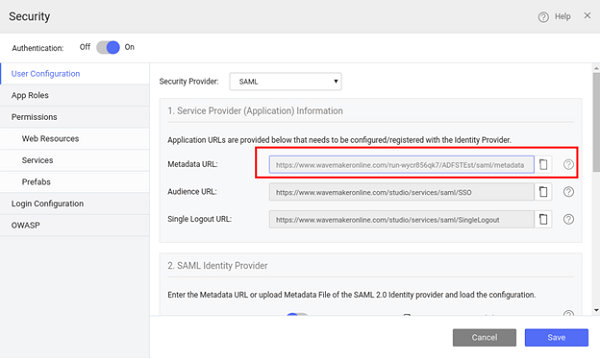 Security
Help
Authentication: Off On
User Configuration
App Roles
Permissions
Web Resources
Services
Prefabs
Login Configuration
OWASP
Security Provider: SAML
1. Service Provider (Application) Information
Application URLs are provided below that needs to be configured/registered with the Identity Provider.
Metadata URL: https://www.wavemakeronline.com/run-wycr856qk7/ADFSTEst/saml/metadata
Audience URL: https://www.wavemakeronline.com/studio/services/saml/SSO
Single Logout URL: https://www.wavemakeronline.com/studio/services/saml/SingleLogout
2. SAML Identity Provider
Enter the Metadata URL or upload Metadata File of the SAML 2.0 Identity provider and load the configuration.
Cancel Save